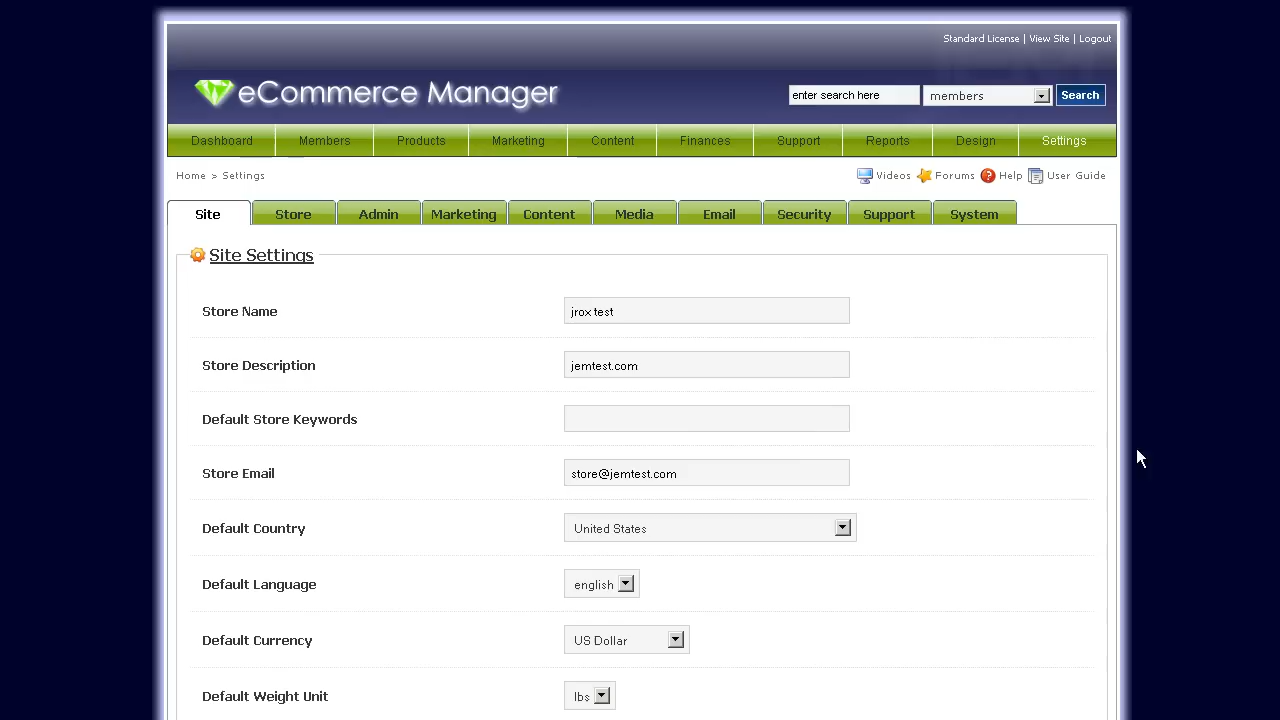 Standard License | View Site | Logout
eCommerce Manager
enter search here members Search
Dashboard Members Products Marketing Content Finances Support Reports Design Settings
Home > Settings
Videos Forums Help User Guide
Site Store Admin Marketing Content Media Email Security Support System
Site Settings
Store Name jrox test
Store Description jemtest.com
Default Store Keywords
Store Email store@jemtest.com
Default Country United States
Default Language english
Default Currency US Dollar
Default Weight Unit lbs